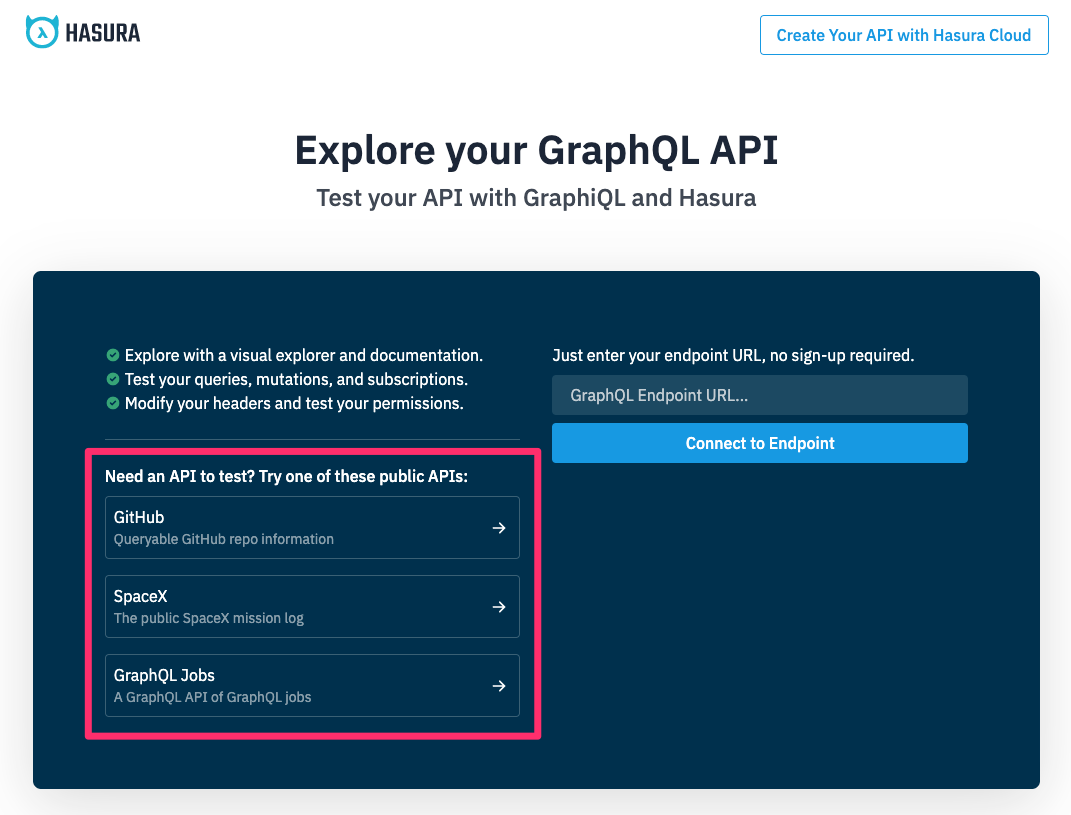 HASURA
Create Your API with Hasura Cloud
Explore your GraphQL API
Test your API with GraphiQL and Hasura
Explore with a visual explorer and documentation.
Test your queries, mutations, and subscriptions.
Modify your headers and test your permissions.
Need an API to test? Try one of these public APIs:
GitHub
Queryable GitHub repo information
SpaceX
The public SpaceX mission log
GraphQL Jobs
A GraphQL API of GraphQL jobs
Just enter your endpoint URL, no sign-up required.
GraphQL Endpoint URL...
Connect to Endpoint